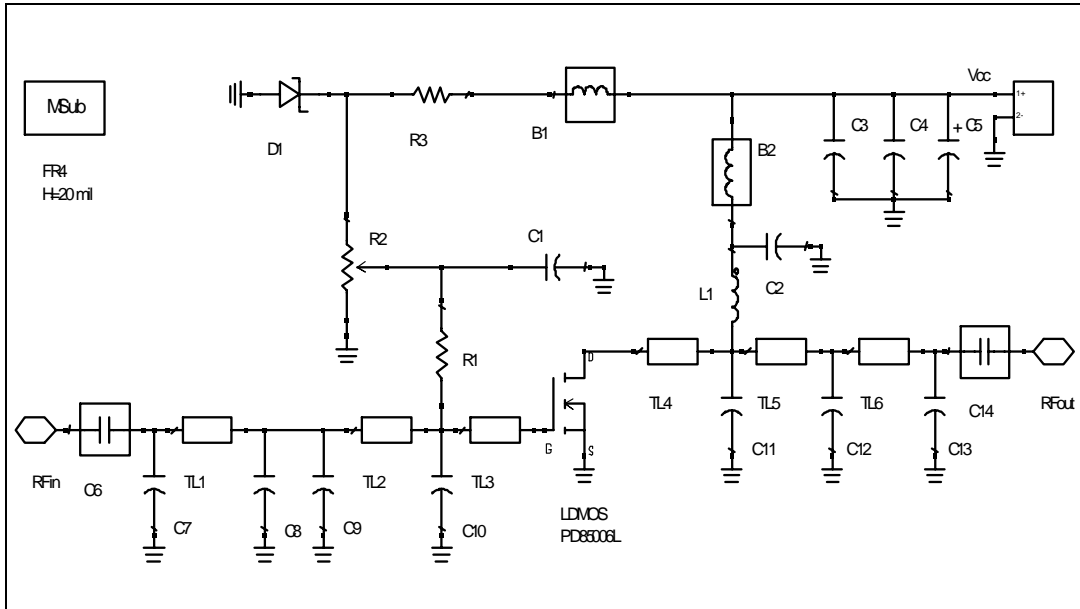 MSub
FR4
H=20 mil
D1
R3
B1
Vcc
1+
2-
C3
C4
+
C5
B2
R2
C1
L1
C2
R1
D
G
S
TL4
TL5
TL6
C14
RFout
RFin
C6
TL1
TL2
TL3
C7
C8
C9
C10
C11
C12
C13
LDMOS
PD85006L